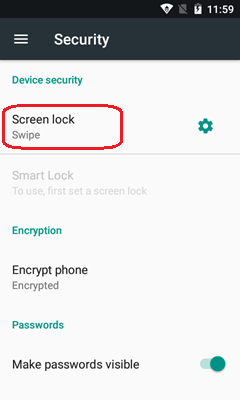 11:59
Security
Device security
Screen lock
Swipe
Smart Lock
To use, first set a screen lock
Encryption
Encrypt phone
Encrypted
Passwords
Make passwords visible